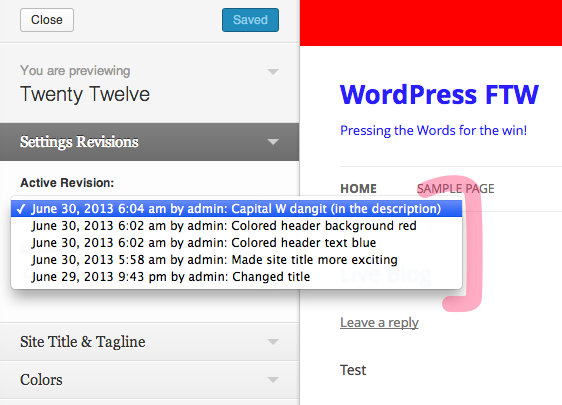 Close
Saved
You are previewing
Twenty Twelve
Settings Revisions
Active Revision:
✓ June 30, 2013 6:04 am by admin: Capital W dangit (in the description)
June 30, 2013 6:02 am by admin: Colored header background red
June 30, 2013 6:02 am by admin: Colored header text blue
June 30, 2013 5:58 am by admin: Made site title more exciting
June 29, 2013 9:43 pm by admin: Changed title
Site Title & Tagline
Colors
WordPress FTW
Pressing the Words for the win!
HOME SAMPLE PAGE
Live Blog
Leave a reply
Test